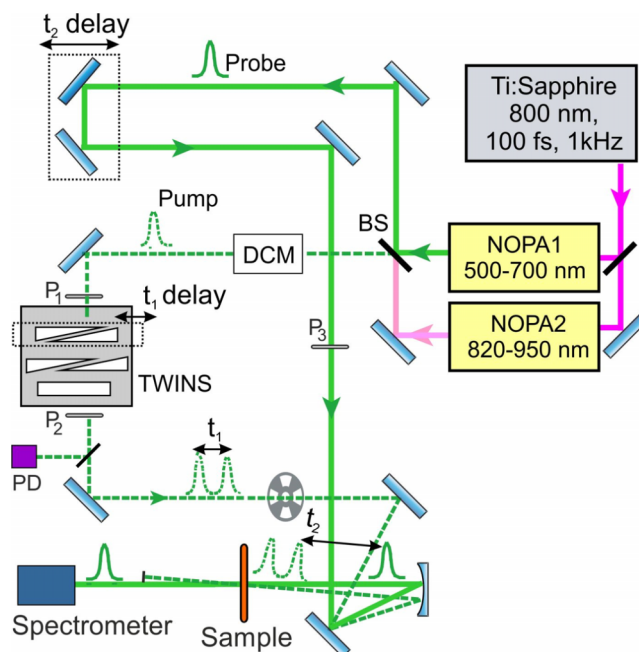 t₂ delay
Probe
Ti:Sapphire
800 nm,
100 fs, 1kHz
Pump
BS
DCM
NOPA1
500-700 nm
P₁
t₁ delay
NOPA2
820-950 nm
P₃
TWINS
P₂
t₁
PD
t₂
Spectrometer
Sample